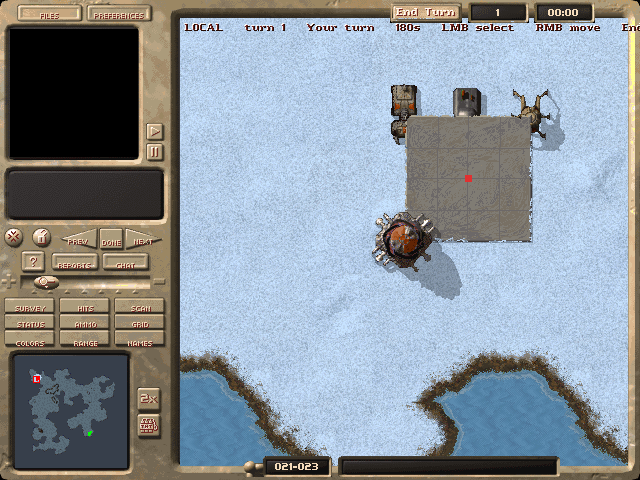 FILES PREFERENCES End Turn 1 00:00
LOCAL turn 1 Your turn 180s LMB select RMB move End
PREV DONE NEXT
? REPORTS CHAT
SURVEY HITS SCAN
STATUS AMMO GRID
COLORS RANGE NAMES
2x
021-023